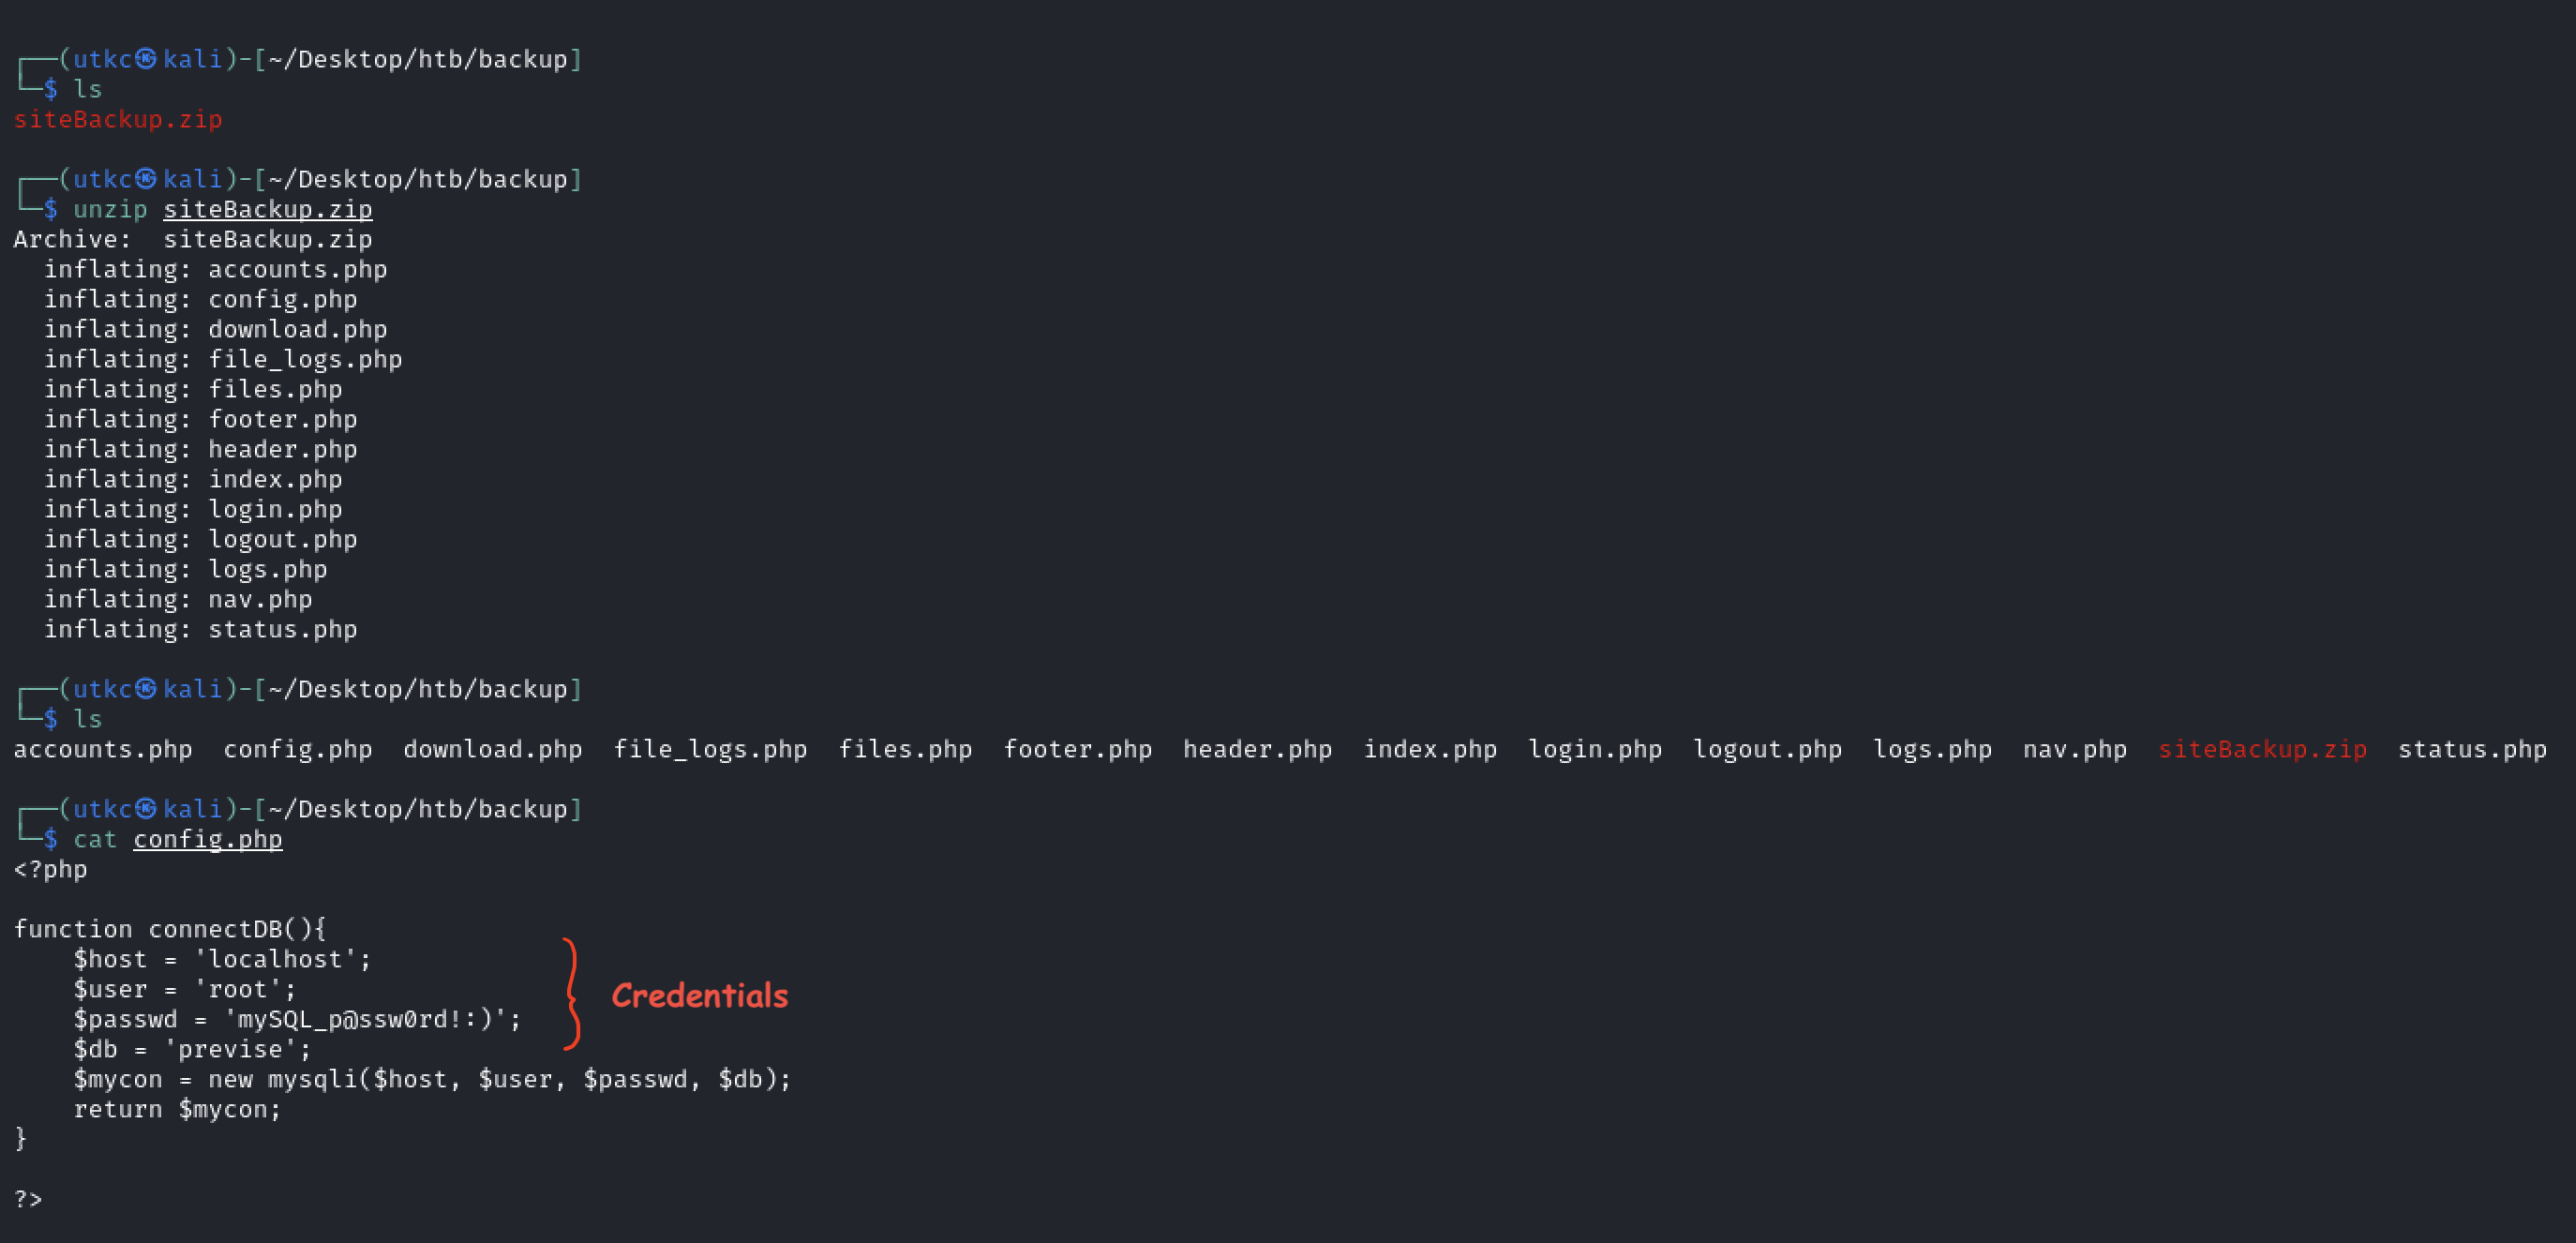 ┌──(utkc㉿kali)-[~/Desktop/htb/backup]
└─$ ls
siteBackup.zip

┌──(utkc㉿kali)-[~/Desktop/htb/backup]
└─$ unzip siteBackup.zip
Archive:  siteBackup.zip
  inflating: accounts.php
  inflating: config.php
  inflating: download.php
  inflating: file_logs.php
  inflating: files.php
  inflating: footer.php
  inflating: header.php
  inflating: index.php
  inflating: login.php
  inflating: logout.php
  inflating: logs.php
  inflating: nav.php
  inflating: status.php

┌──(utkc㉿kali)-[~/Desktop/htb/backup]
└─$ ls
accounts.php  config.php  download.php  file_logs.php  files.php  footer.php  header.php  index.php  login.php  logout.php  logs.php  nav.php  siteBackup.zip  status.php

┌──(utkc㉿kali)-[~/Desktop/htb/backup]
└─$ cat config.php
<?php

function connectDB(){
    $host = 'localhost';
    $user = 'root';
    $passwd = 'mySQL_p@ssw0rd!:)';
    $db = 'previse';
    $mycon = new mysqli($host, $user, $passwd, $db);
    return $mycon;
}

?>
Credentials